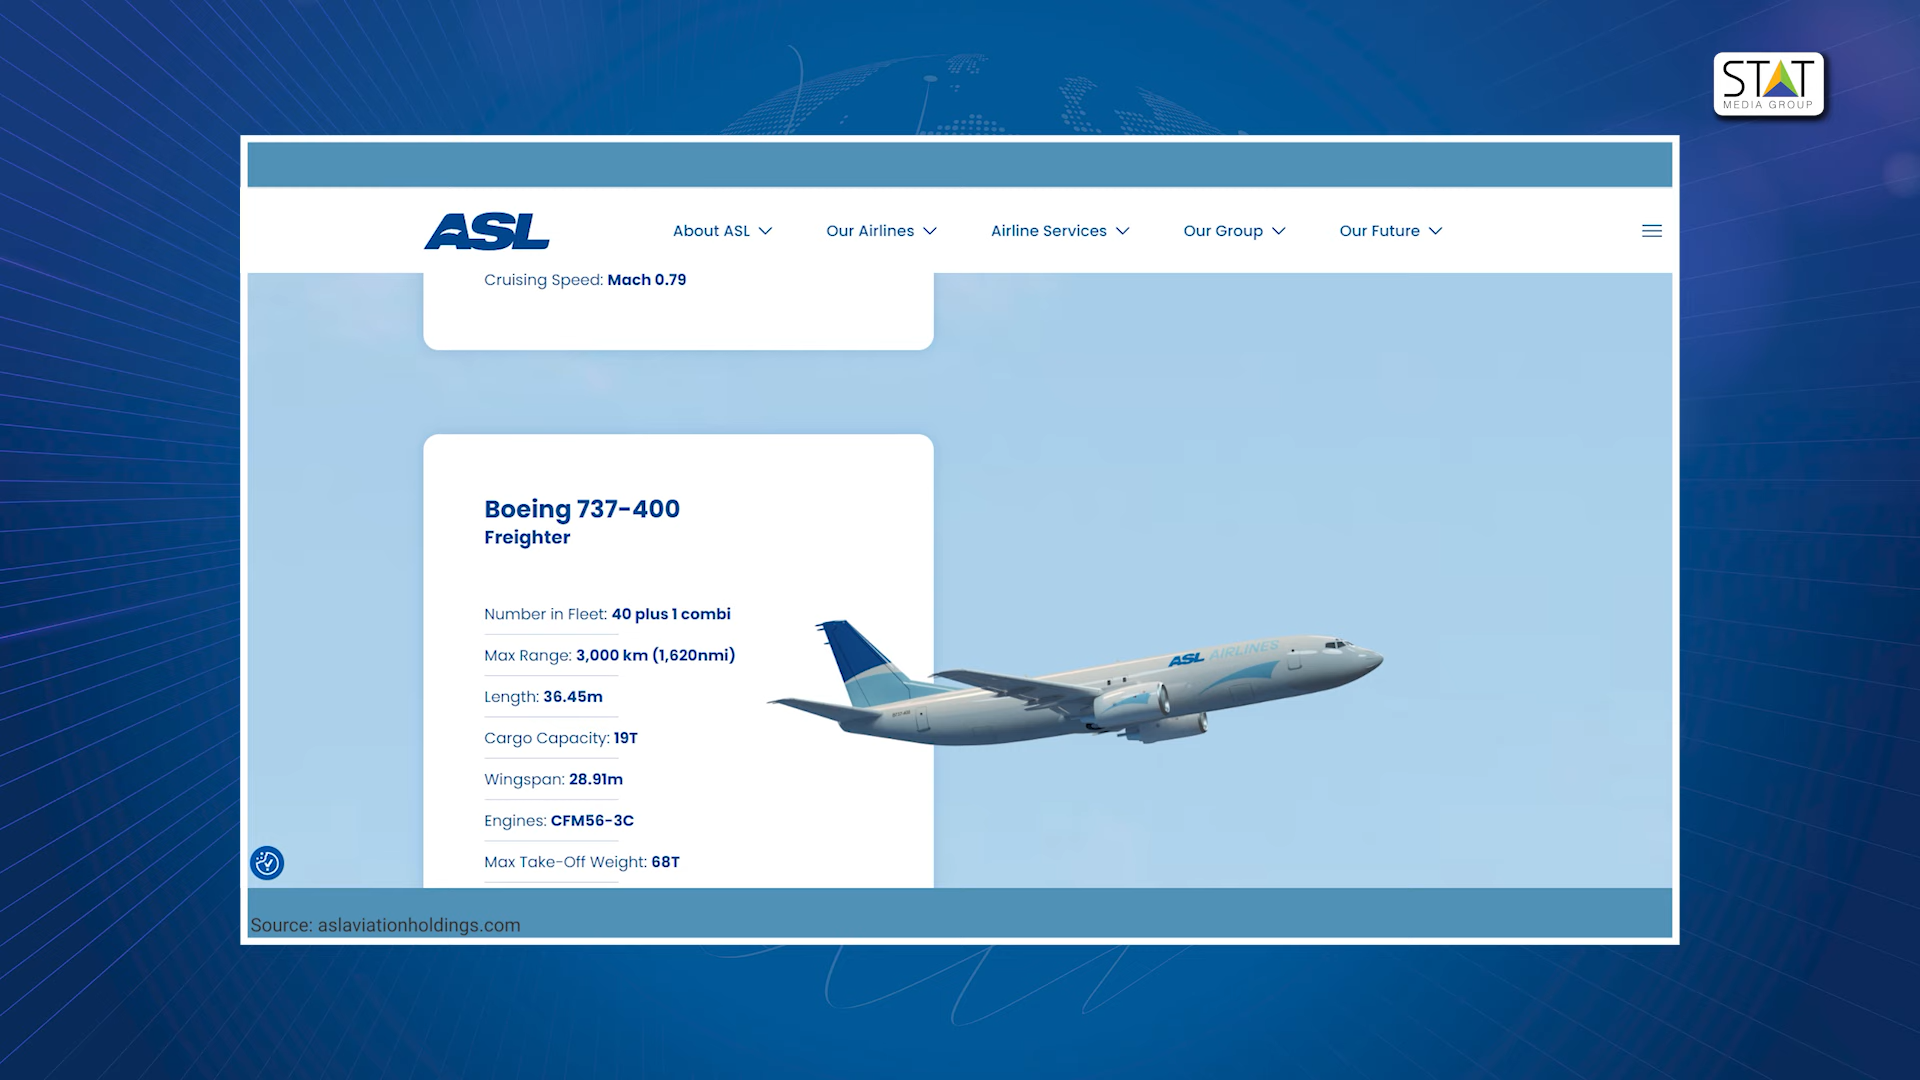 STAT
MEDIA GROUP
ASL
About ASL
Our Airlines
Airline Services
Our Group
Our Future
Cruising Speed: Mach 0.79
Boeing 737-400
Freighter
Number in Fleet: 40 plus 1 combi
Max Range: 3,000 km (1,620nmi)
Length: 36.45m
Cargo Capacity: 19T
Wingspan: 28.91m
Engines: CFM56-3C
Max Take-Off Weight: 68T
ASL AIRLINES
Source: aslaviationholdings.com